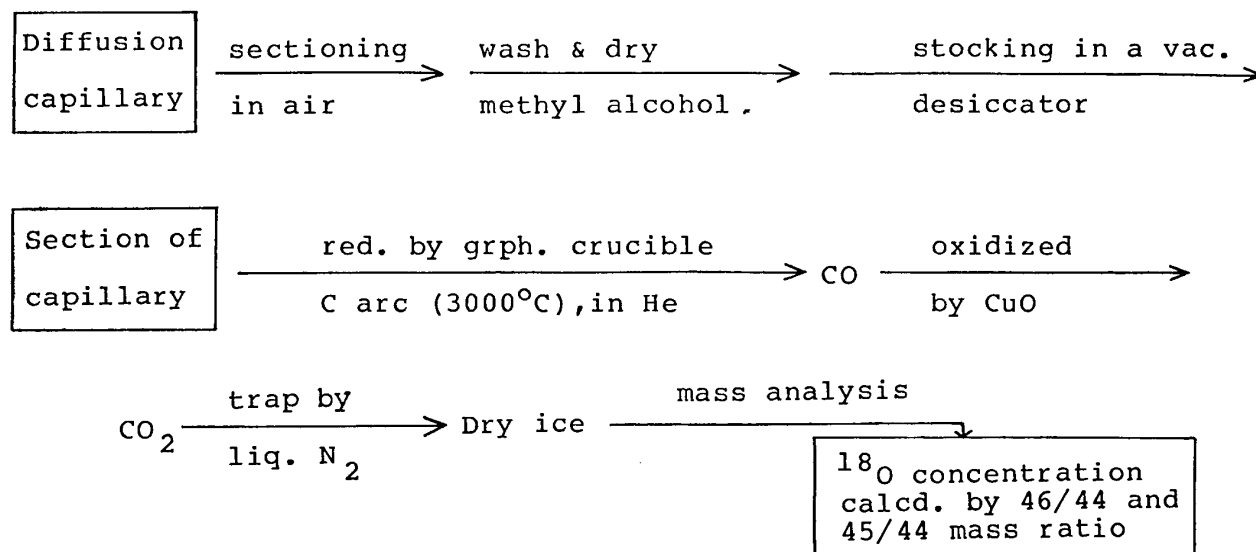 Diffusion
capillary
sectioning
in air
wash & dry
methyl alcohol.
stocking in a vac.
desiccator
Section of
capillary
red. by grph. crucible
C arc (3000°C),in He
CO
oxidized
by CuO
CO₂
trap by
liq. N₂
Dry ice
mass analysis
¹⁸O concentration
calcd. by 46/44 and
45/44 mass ratio